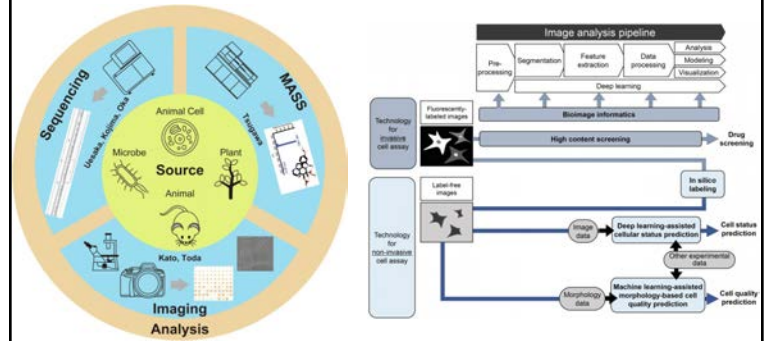 Sequencing
Uesaka, Kojima, Oka
MASS
Tsugawa
Animal Cell
Microbe
Plant
Source
Animal
Kato, Toda
Imaging
Analysis
Image analysis pipeline
Pre-
processing
Segmentation
Feature
extraction
Data
processing
Analysis
Modeling
Visualization
Deep learning
Technology
for
invasive
cell assay
Fluorescently-
labeled images
Bioimage informatics
High content screening
Drug
screening
In silico
labeling
Technology
for
non-invasive
cell assay
Label-free
images
Image
data
Deep learning-assisted
cellular status prediction
Cell status
prediction
Other experimental
data
Morphology
data
Machine learning-assisted
morphology-based cell
quality prediction
Cell quality
prediction